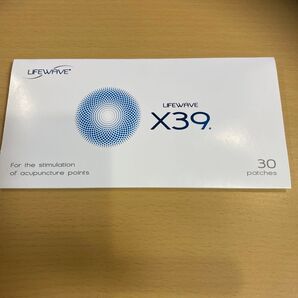 LIFEWAVE®
LIFEWAVE
X39®
For the stimulation
of acupuncture points
30
patches